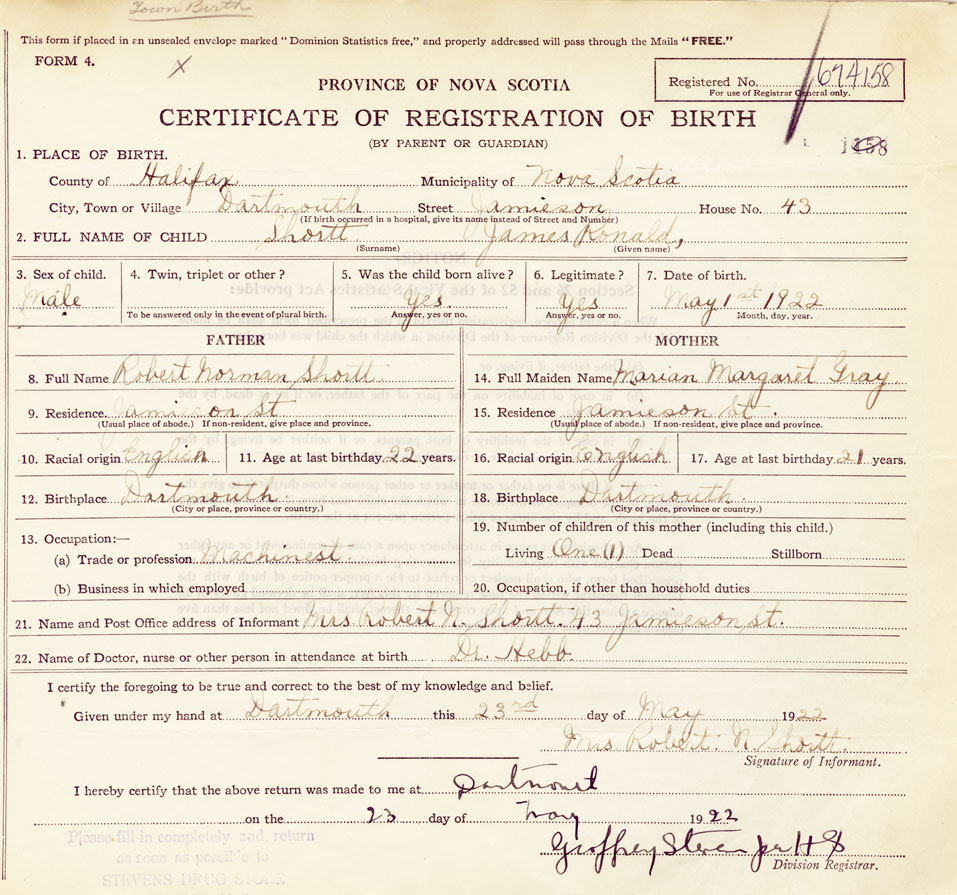 Town Birth
This form if placed in an unsealed envelope marked "Dominion Statistics free," and properly addressed will pass through the Mails "FREE."
FORM 4. X
PROVINCE OF NOVA SCOTIA
Registered No. 674158
For use of Registrar General only.
CERTIFICATE OF REGISTRATION OF BIRTH
(BY PARENT OR GUARDIAN)
1. PLACE OF BIRTH.
County of Halifax Municipality of Nova Scotia
City, Town or Village Dartmouth Street Jamieson House No. 43
(If birth occurred in a hospital, give its name instead of Street and Number)
2. FULL NAME OF CHILD Shortt James Ronald,
(Surname) (Given name)
3. Sex of child. 4. Twin, triplet or other? 5. Was the child born alive? 6. Legitimate? 7. Date of birth.
Male Yes. Yes May 1st 1922
To be answered only in the event of plural birth. Answer, yes or no. Answer, yes or no. Month, day, year.
FATHER MOTHER
8. Full Name Robert Norman Shortt 14. Full Maiden Name Marian Margaret Gray
9. Residence Jamieson St 15. Residence Jamieson St.
(Usual place of abode.) If non-resident, give place and province. (Usual place of abode.) If non-resident, give place and province.
10. Racial origin English 11. Age at last birthday 22 years. 16. Racial origin English 17. Age at last birthday 21 years.
12. Birthplace Dartmouth. 18. Birthplace Dartmouth.
(City or place, province or country.) (City or place, province or country.)
19. Number of children of this mother (including this child.)
13. Occupation:—
(a) Trade or profession Machinest Living One (1) Dead Stillborn
(b) Business in which employed 20. Occupation, if other than household duties
21. Name and Post Office address of Informant Mrs Robert N. Shortt. 43 Jamieson St.
22. Name of Doctor, nurse or other person in attendance at birth Dr. Hebb.
I certify the foregoing to be true and correct to the best of my knowledge and belief.
Given under my hand at Dartmouth this 23rd day of May 1922
Mrs Robert. N. Shortt.
Signature of Informant.
I hereby certify that the above return was made to me at Dartmouth
on the 23 day of May 1922
Geoffrey Steven per H S
Division Registrar.
Please fill in completely and return
as soon as possible to
STEVENS DRUG STORE